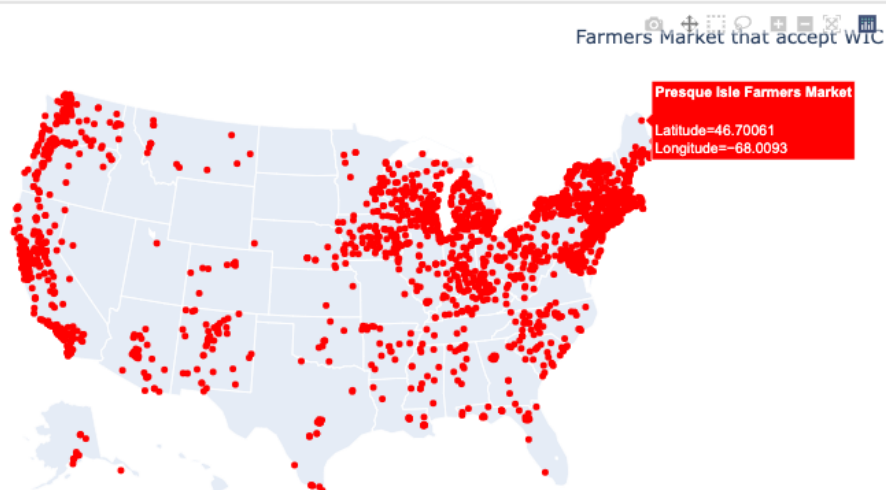 Farmers Market that accept WIC
Presque Isle Farmers Market
Latitude=46.70061
Longitude=−68.0093